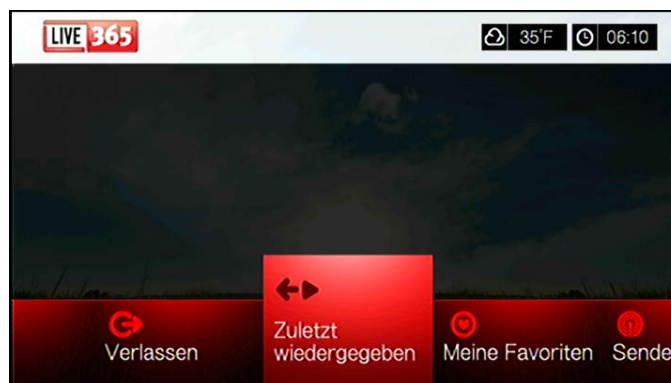 LIVE 365
35°F 06:10
Zuletzt
wiedergegeben
Verlassen
Meine Favoriten
Sende